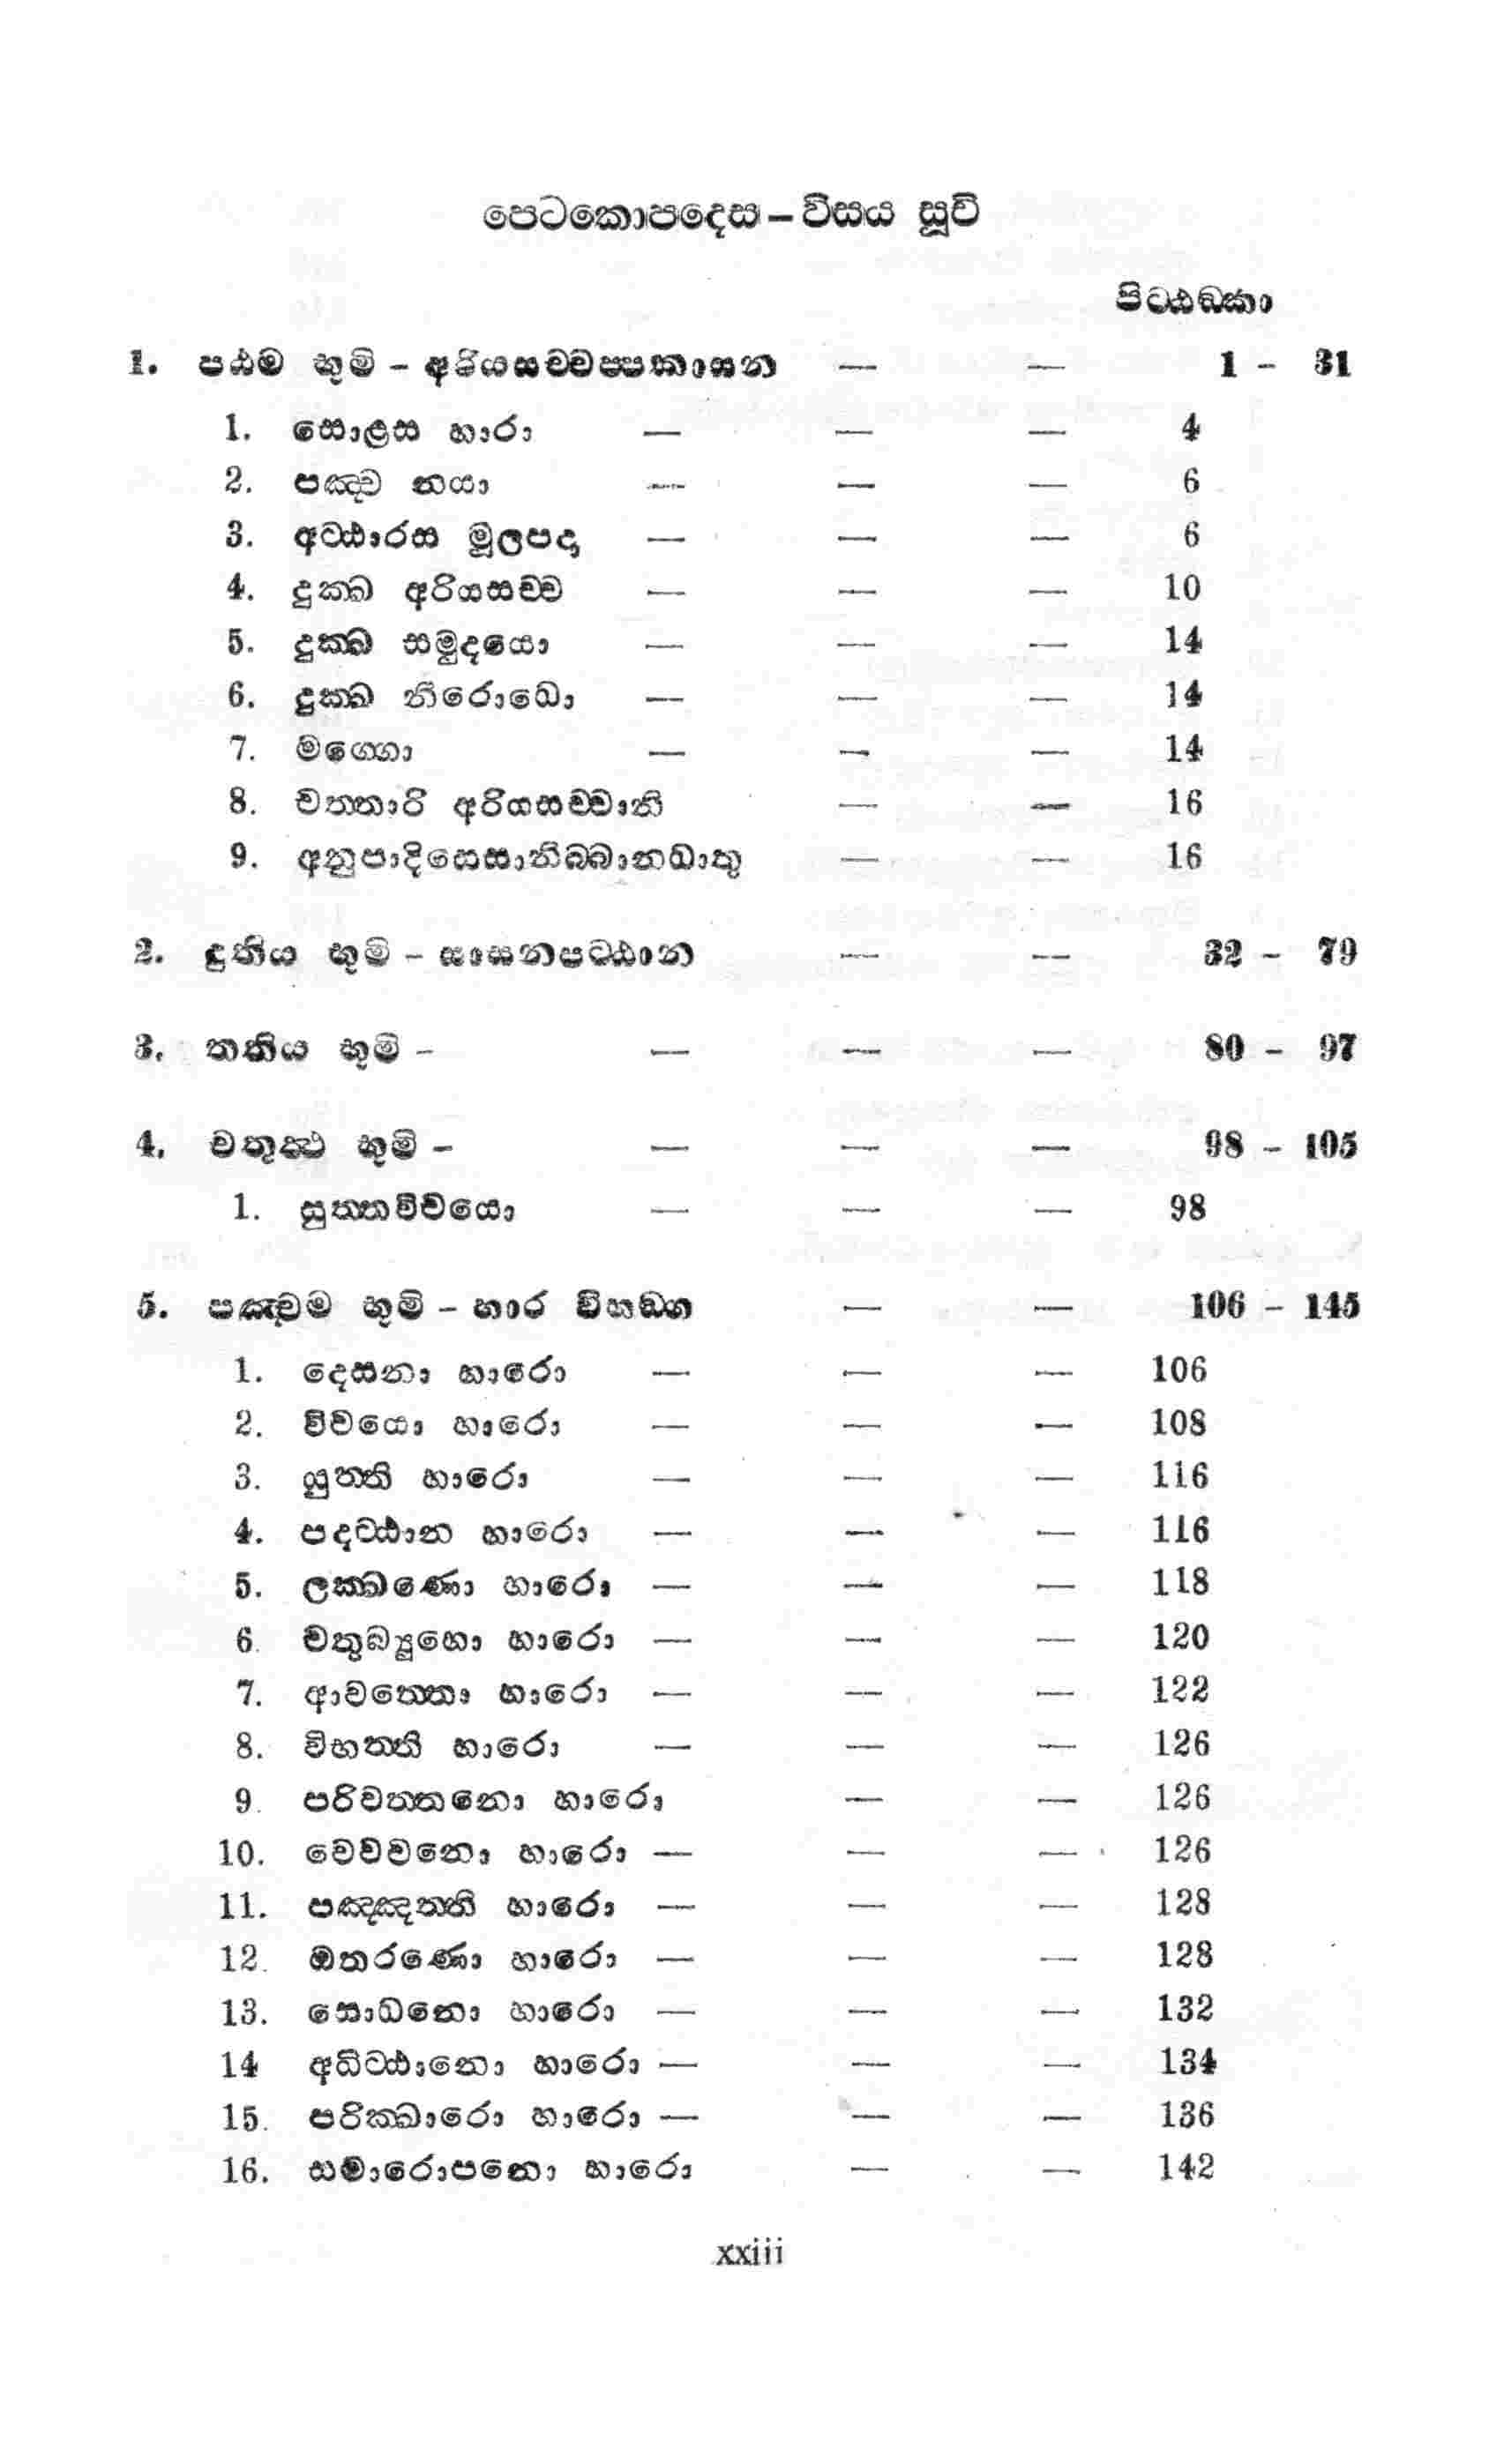 පෙටකොපදෙස – විසය සූචි
පිටඨඞකා
1. පඨම භූමි – අරියසච්චප්පකාසන — — 1 – 31
1. සොළස හාරා — — — 4
2. පඤ්ච නයා — — — 6
3. අට්ඨාරස මූලපදා — — — 6
4. දුක්ඛ අරියසච්ච — — — 10
5. දුක්ඛ සමුදයො — — — 14
6. දුක්ඛ නිරොධො — — — 14
7. මග්ගො — – — 14
8. චත්තාරි අරියසච්චානි — — 16
9. අනුපාදිසෙසානිබ්බානධාතු — — 16
2. දුතිය භූමි – සාසනපට්ඨාන — — 32 – 79
3. තතිය භූමි – — — — 80 – 97
4. චතුත්ථ භූමි – — — — 98 – 105
1. සුත්තවිචයො — — — 98
5. පඤ්චම භූමි – හාර විභඞ්ග — — 106 – 145
1. දෙසනා හාරො — — — 106
2. විචයො හාරො — — — 108
3. යුත්ති හාරො — — — 116
4. පදට්ඨාන හාරො — — — 116
5. ලක්ඛණො හාරො — — — 118
6. චතුබ්යූහො හාරො — — — 120
7. ආවත්තො හාරො — — — 122
8. විභත්ති හාරො — — — 126
9. පරිවත්තනො හාරො — — 126
10. වෙවචනො හාරො — — — 126
11. පඤ්ඤත්ති හාරො — — — 128
12. ඔතරණො හාරො — — — 128
13. සොධනො හාරො — — — 132
14 අධිට්ඨානො හාරො — — — 134
15. පරික්ඛාරො හාරො — — — 136
16. සමාරොපනො හාරො — — 142
xxiii